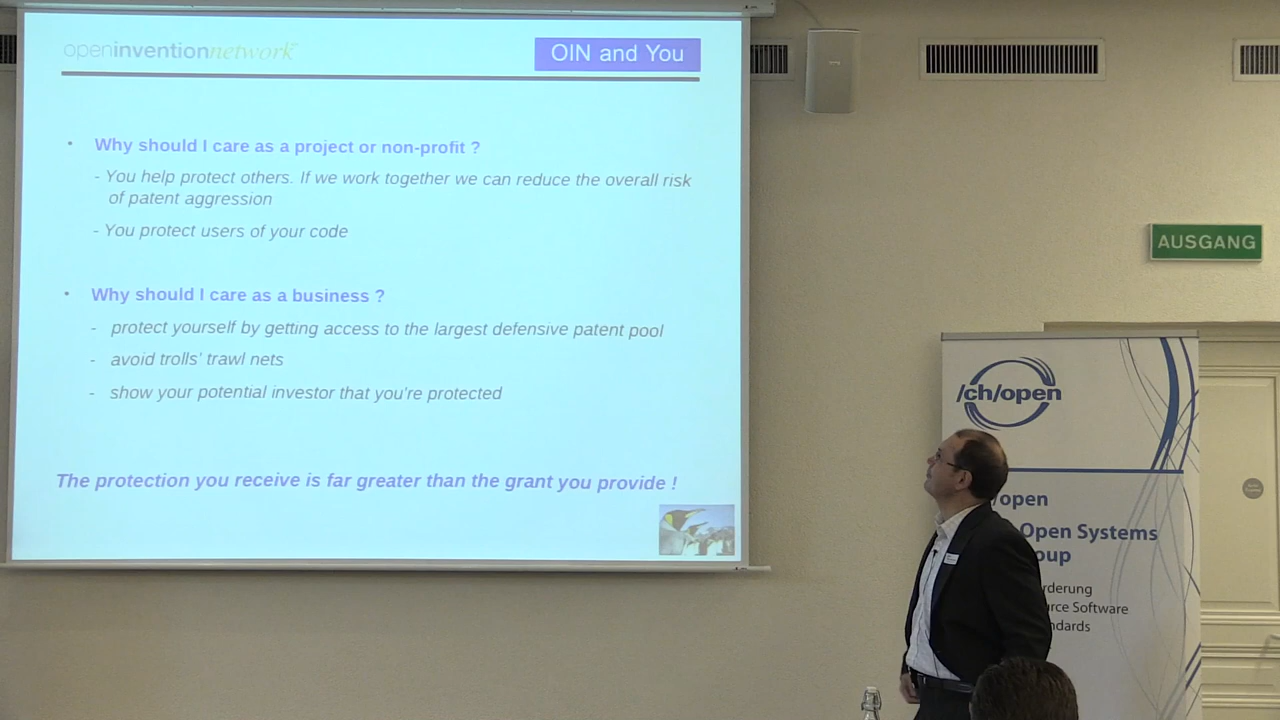 openinventionnetwork
OIN and You
• Why should I care as a project or non-profit ?
- You help protect others. If we work together we can reduce the overall risk
of patent aggression
- You protect users of your code
• Why should I care as a business ?
- protect yourself by getting access to the largest defensive patent pool
- avoid trolls' trawl nets
- show your potential investor that you're protected
The protection you receive is far greater than the grant you provide !
AUSGANG
/ch/open
/open
Open Systems
oup
rderung
urce Software
ndards